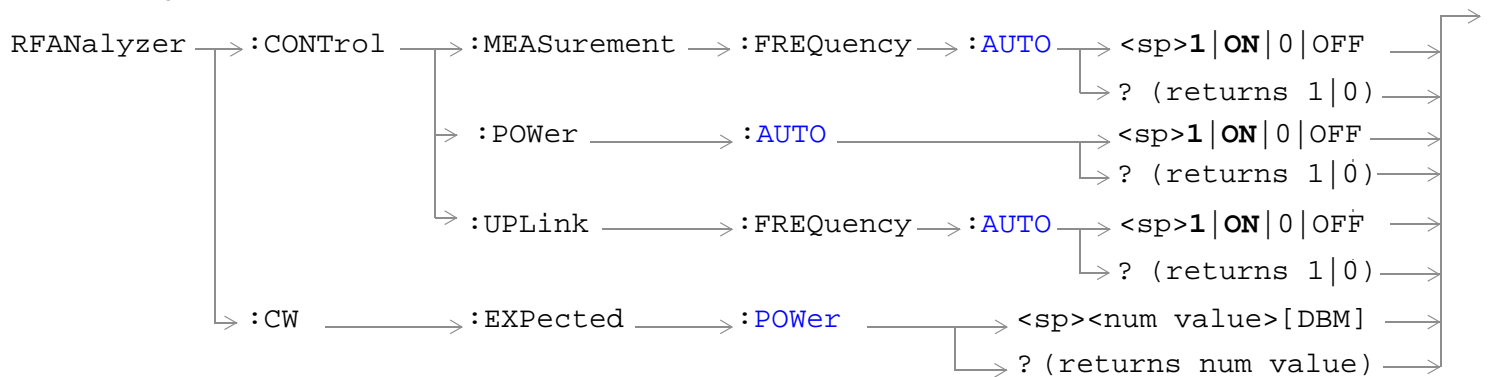 RFANalyzer :CONTrol :MEASurement :FREQuency :AUTO <sp>1|ON|0|OFF
? (returns 1|0)
:POWer :AUTO <sp>1|ON|0|OFF
? (returns 1|0)
:UPLink :FREQuency :AUTO <sp>1|ON|0|OFF
? (returns 1|0)
:CW :EXPected :POWer <sp><num value>[DBM]
? (returns num value)